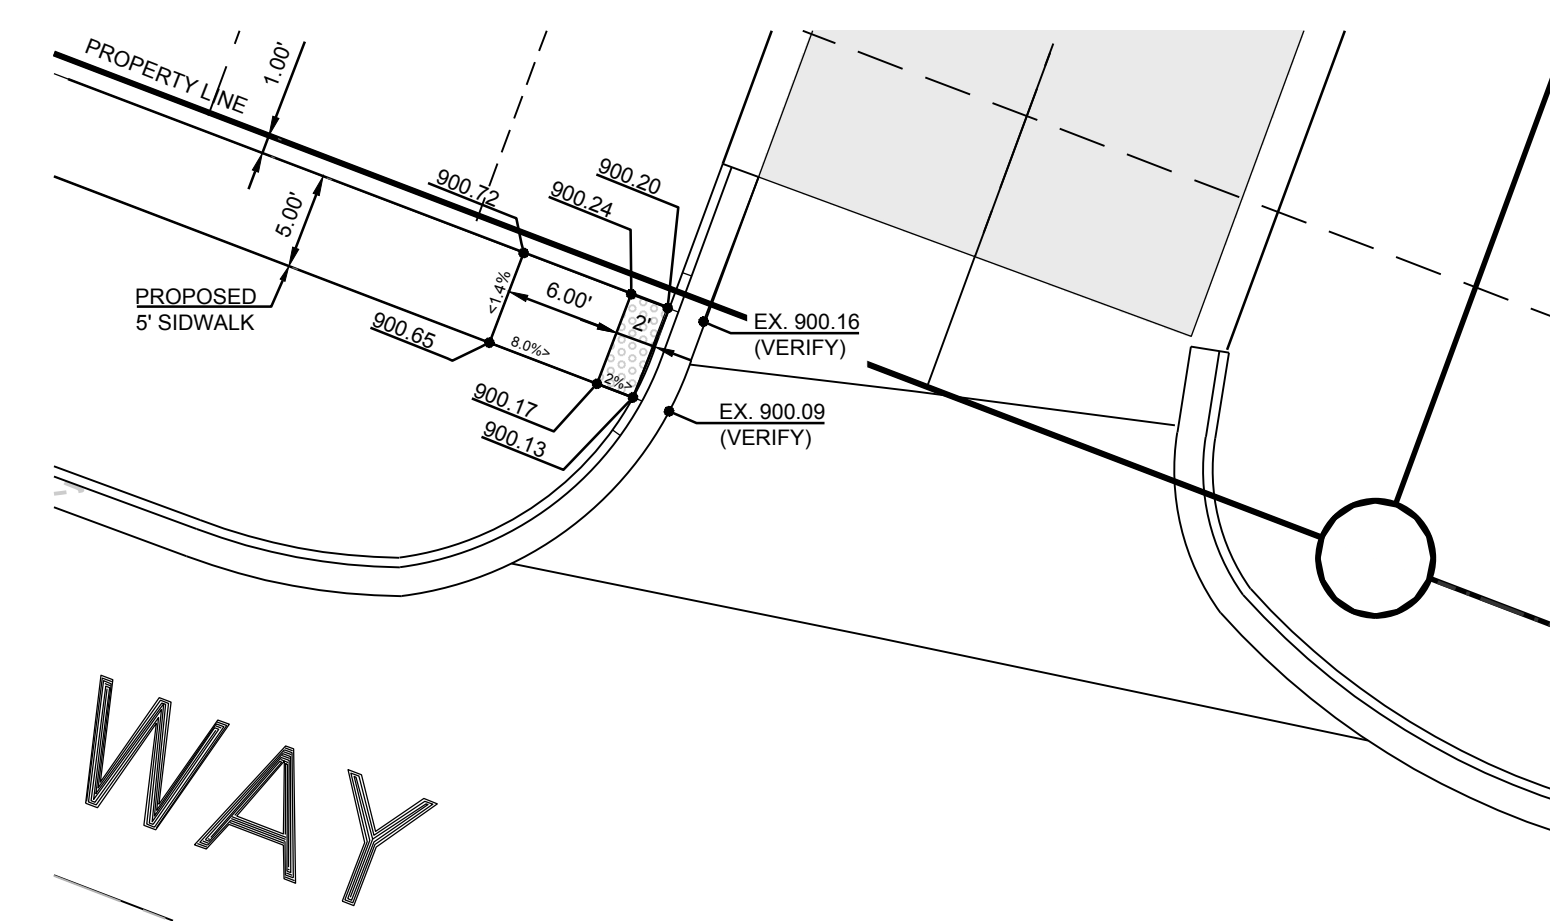 PROPERTY LINE
1.00'
900.20
900.72
900.24
5.00'
<1.4%
6.00'
PROPOSED
5' SIDWALK
2'
EX. 900.16
(VERIFY)
900.65
8.0%>
2%>
900.17
EX. 900.09
(VERIFY)
900.13
WAY